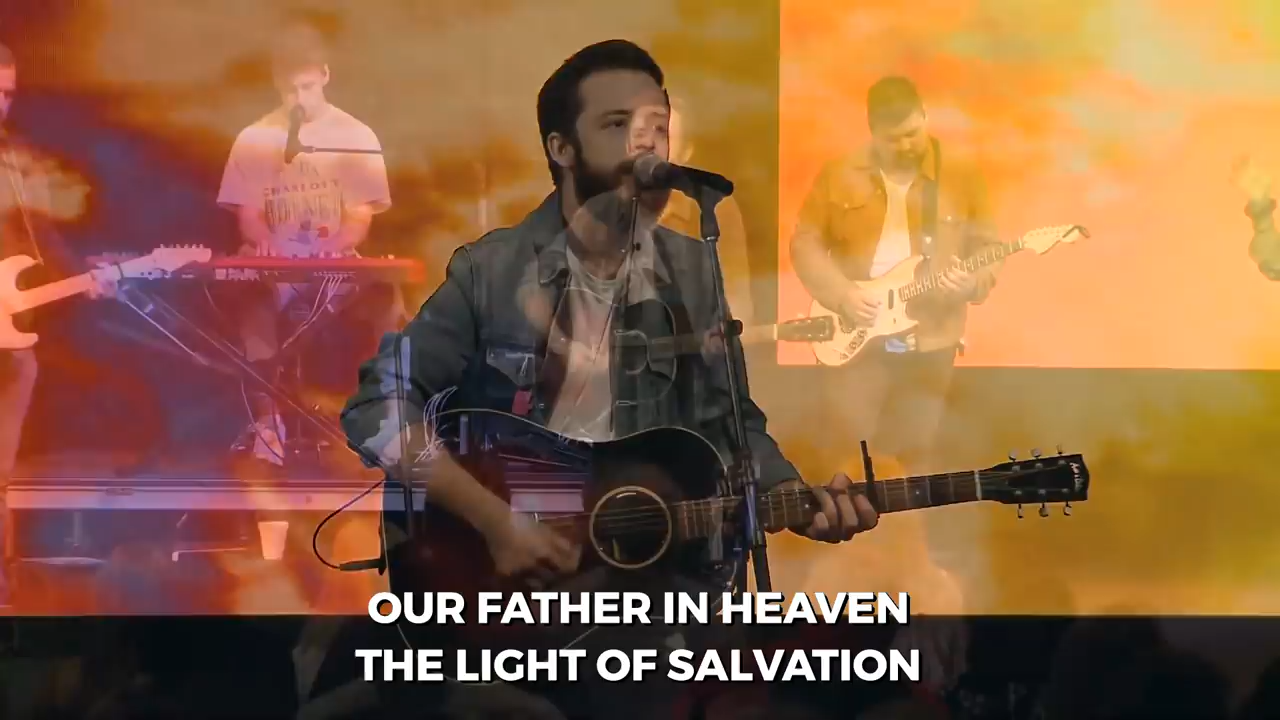 OUR FATHER IN HEAVEN
THE LIGHT OF SALVATION